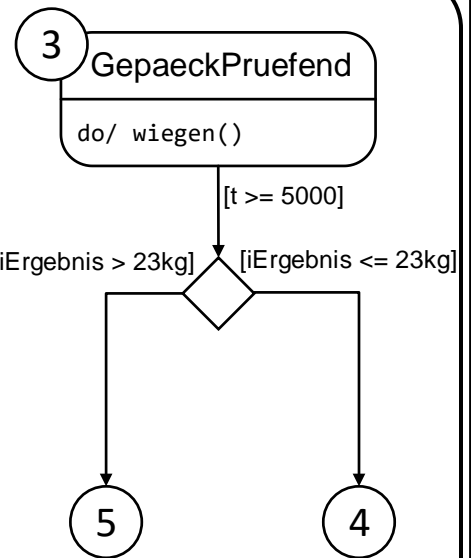 3
GepaeckPruefend
do/ wiegen()
[t >= 5000]
iErgebnis > 23kg]
[iErgebnis <= 23kg]
5
4